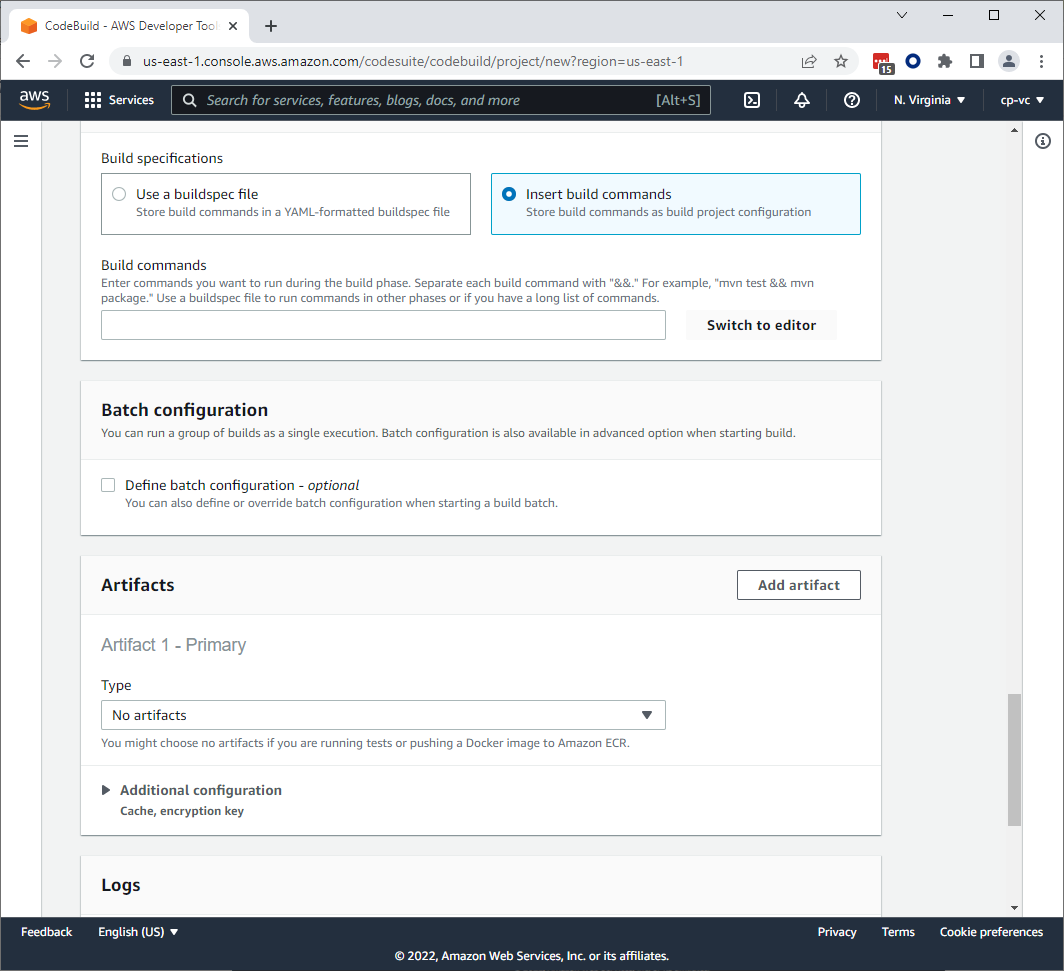 CodeBuild - AWS Developer Tool
us-east-1.console.aws.amazon.com/codesuite/codebuild/project/new?region=us-east-1
15
aws
Services
Search for services, features, blogs, docs, and more [Alt+S]
N. Virginia
cp-vc
Build specifications
Use a buildspec file
Store build commands in a YAML-formatted buildspec file
Insert build commands
Store build commands as build project configuration
Build commands
Enter commands you want to run during the build phase. Separate each build command with "&&." For example, "mvn test && mvn
package." Use a buildspec file to run commands in other phases or if you have a long list of commands.
Switch to editor
Batch configuration
You can run a group of builds as a single execution. Batch configuration is also available in advanced option when starting build.
Define batch configuration - optional
You can also define or override batch configuration when starting a build batch.
Artifacts
Add artifact
Artifact 1 - Primary
Type
No artifacts
You might choose no artifacts if you are running tests or pushing a Docker image to Amazon ECR.
Additional configuration
Cache, encryption key
Logs
Feedback English (US) Privacy Terms Cookie preferences
© 2022, Amazon Web Services, Inc. or its affiliates.